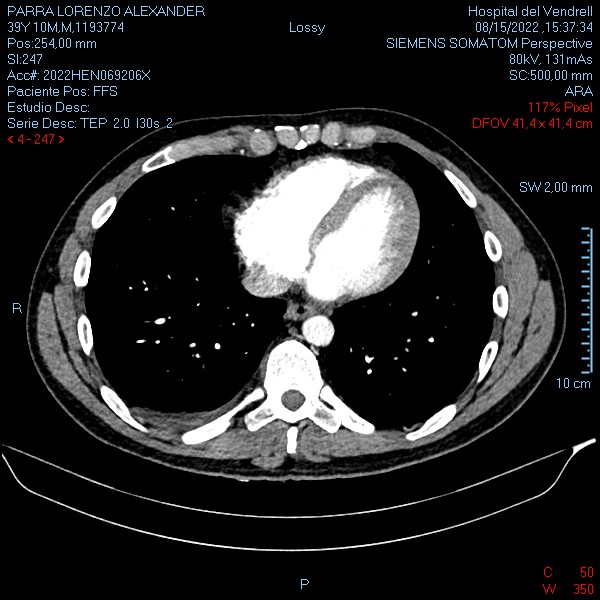 PARRA LORENZO ALEXANDER
39Y 10M,M,1193774
Pos:254,00 mm
SI:247
Acc#: 2022HEN069206X
Paciente Pos: FFS
Estudio Desc:
Serie Desc: TEP 2.0 I30s 2
< 4 - 247 >
Lossy
Hospital del Vendrell
08/15/2022 ,15:37:34
SIEMENS SOMATOM Perspective
80kV, 131mAs
SC:500,00 mm
ARA
117% Pixel
DFOV 41,4 x 41,4 cm
SW 2,00 mm
R
10 cm
P
C 50
W 350